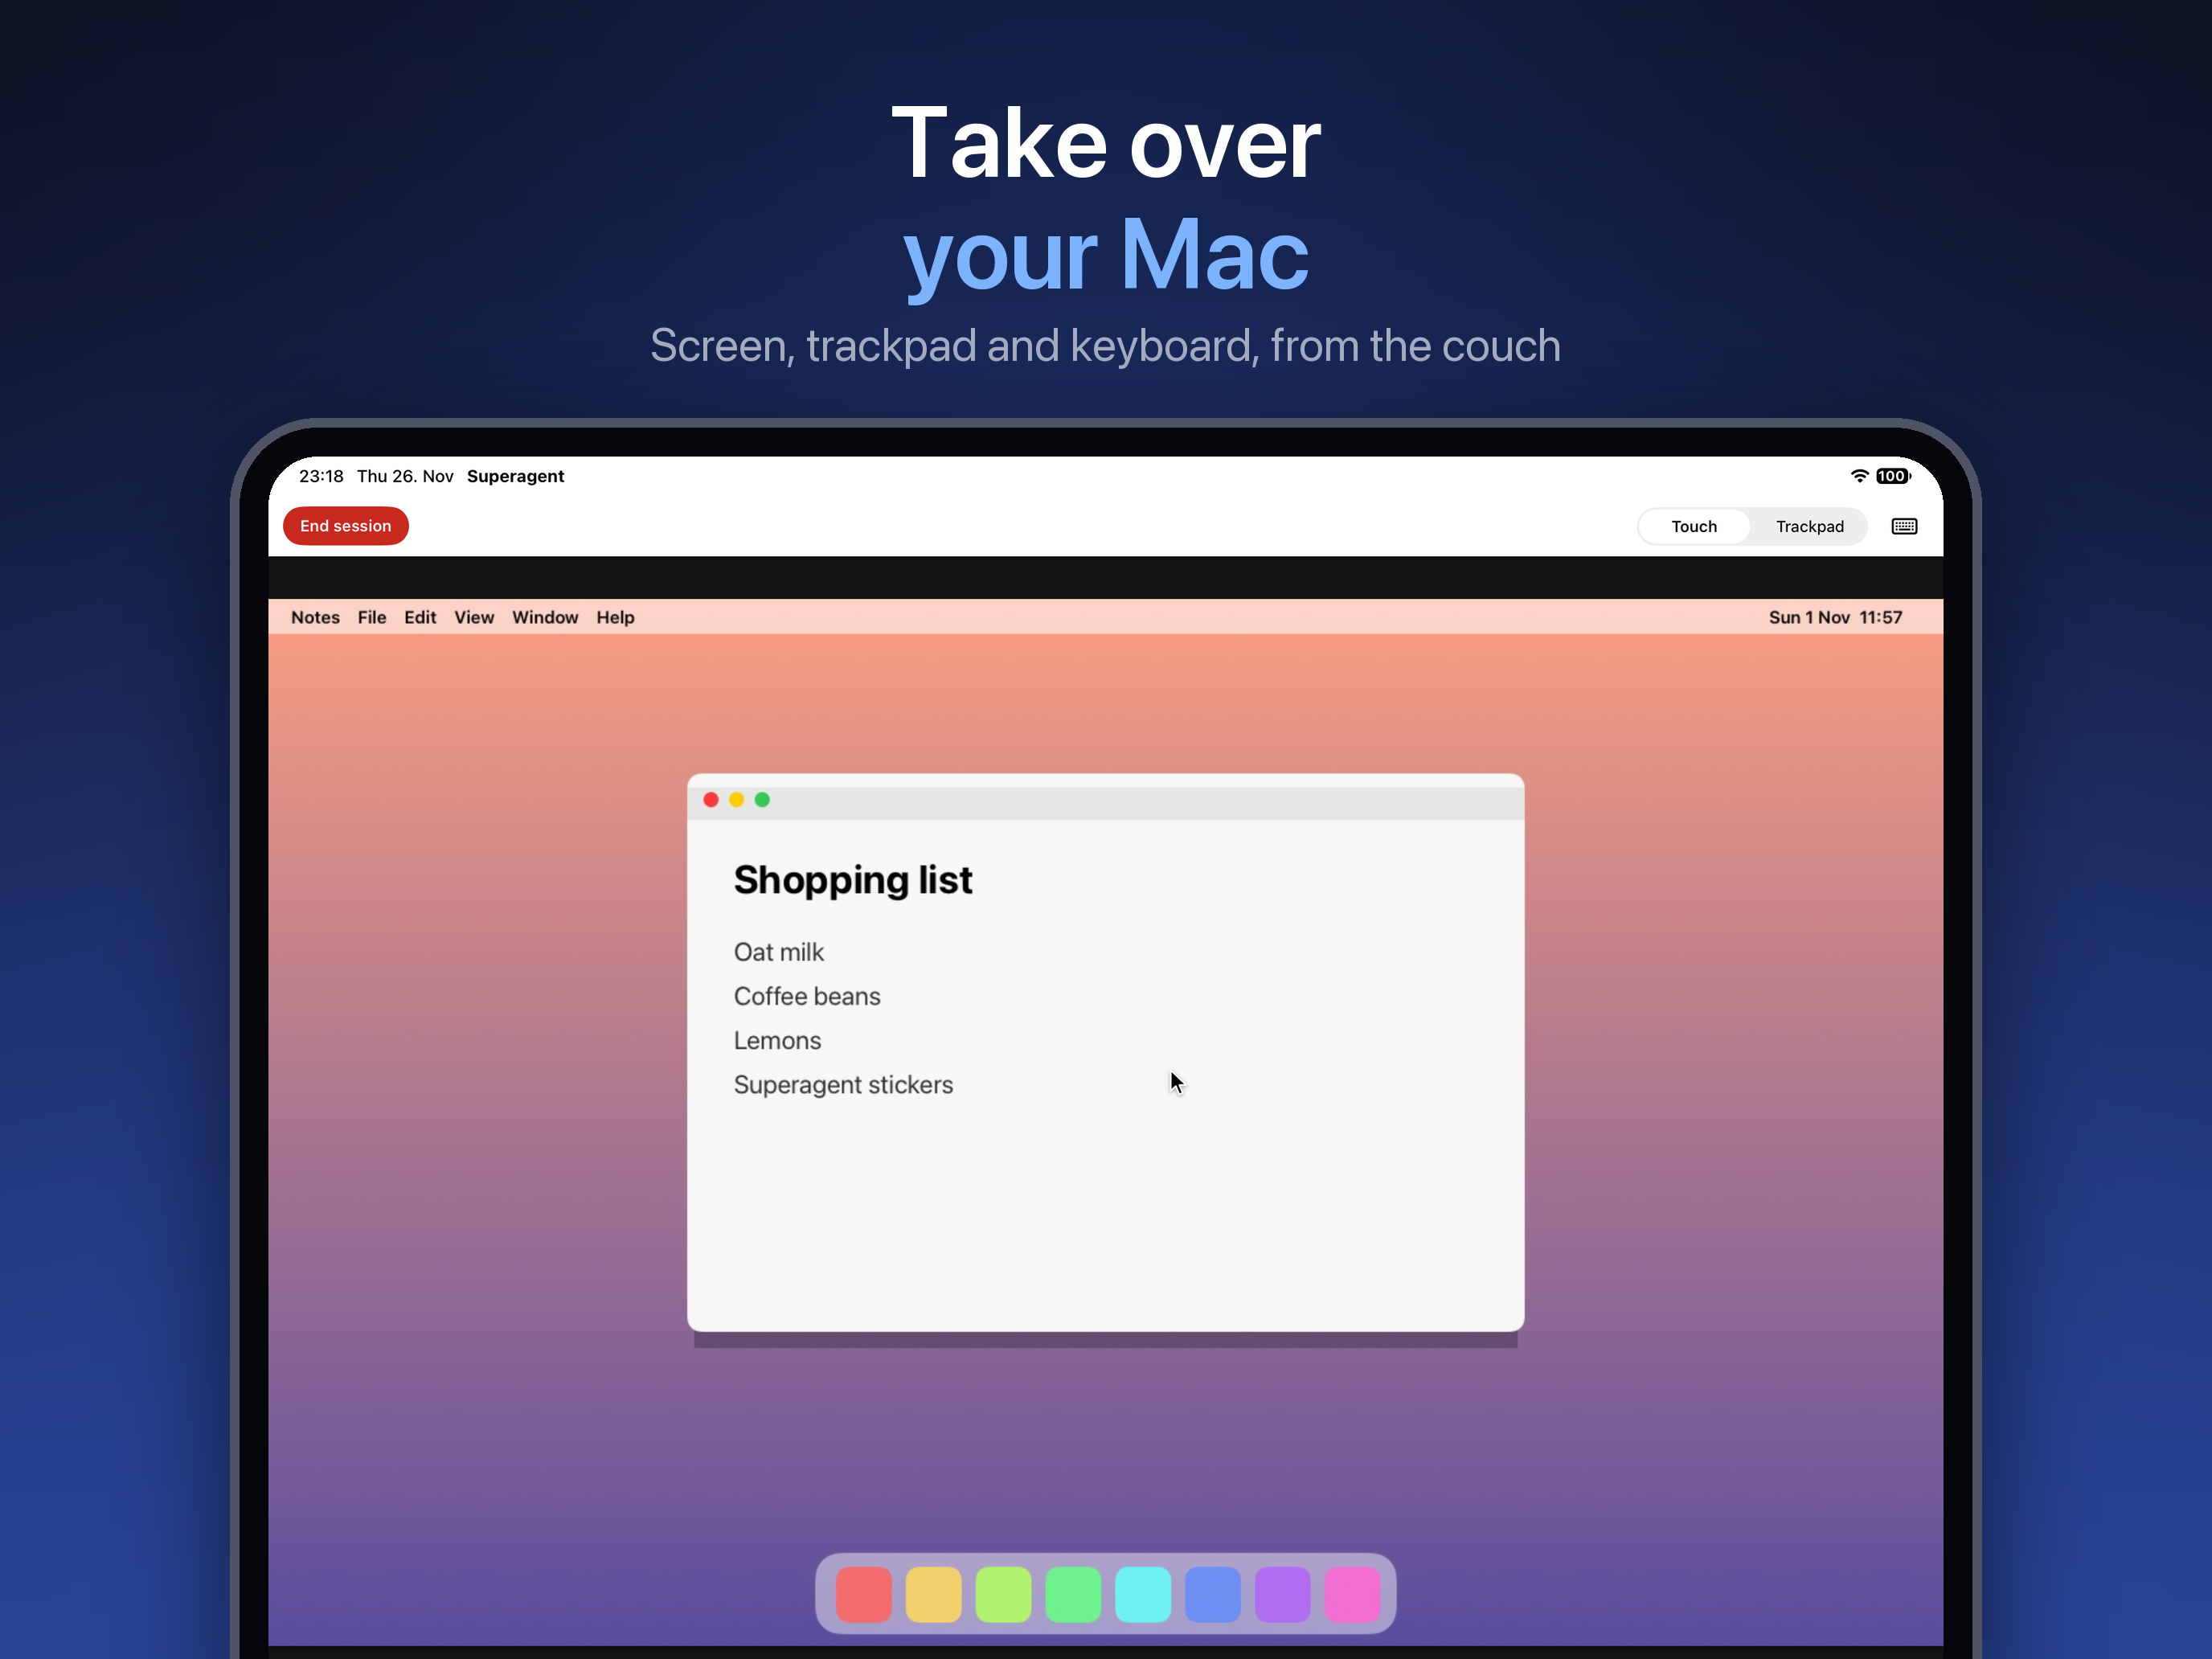 Take over
your Mac
Screen, trackpad and keyboard, from the couch
23:18 Thu 26. Nov Superagent
100
End session
Touch Trackpad
Notes File Edit View Window Help
Sun 1 Nov 11:57
Shopping list
Oat milk
Coffee beans
Lemons
Superagent stickers